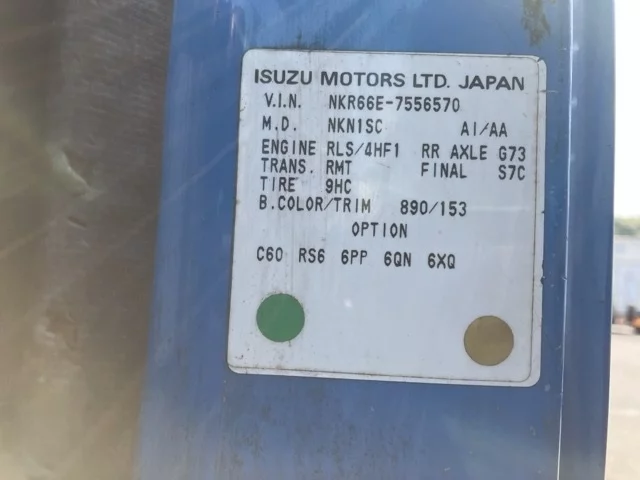 ISUZU MOTORS LTD. JAPAN
V.I.N. NKR66E-7556570
M.D. NKN1SC AI/AA
ENGINE RLS/4HF1 RR AXLE G73
TRANS. RMT FINAL S7C
TIRE 9HC
B.COLOR/TRIM 890/153
OPTION
C60 RS6 6PP 6QN 6XQ